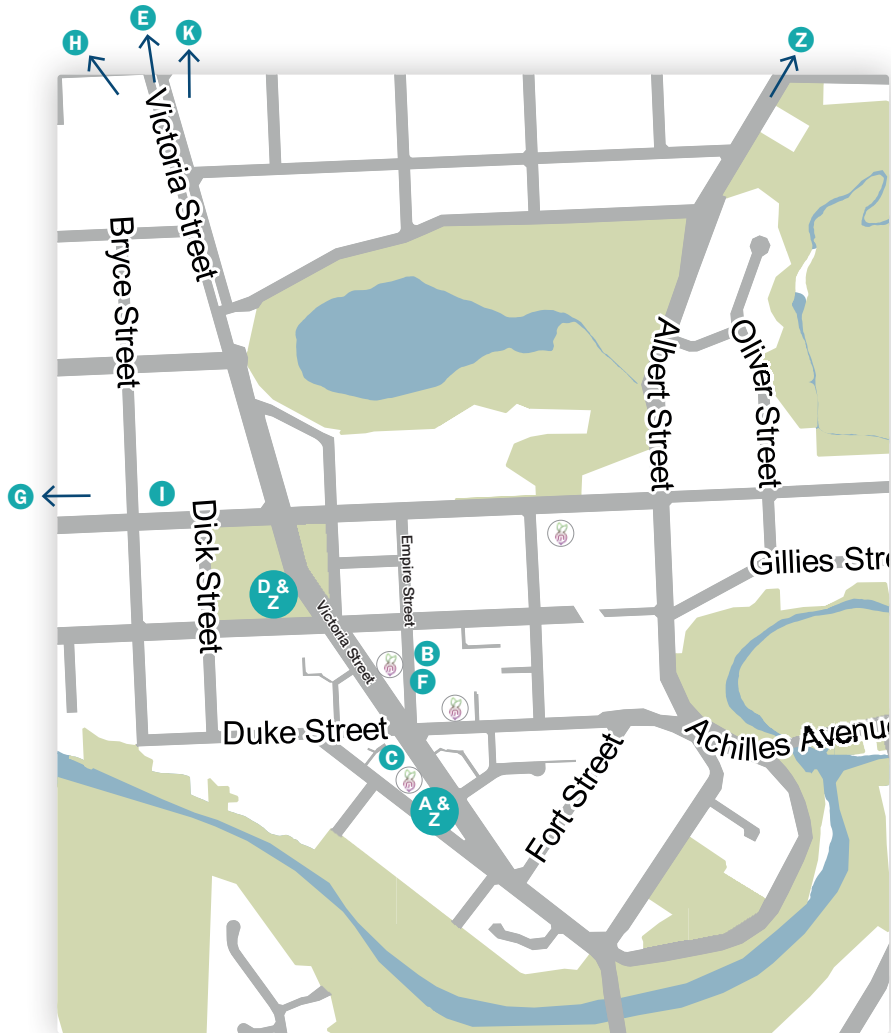 E
K
H
Z
Victoria Street
Bryce Street
Albert Street
Oliver Street
G
I
Dick Street
Empire Street
Gillies Stre
D &
Z
Victoria Street
B
F
Duke Street
Achilles Avenue
C
Fort Street
A &
Z